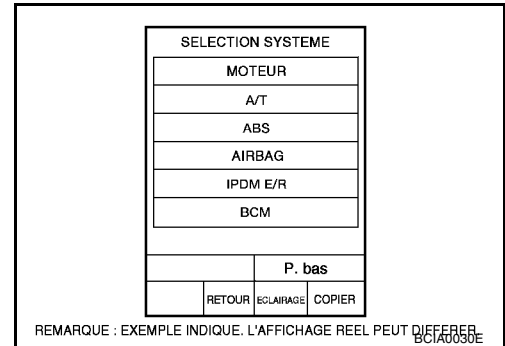 SELECTION SYSTEME
MOTEUR
A/T
ABS
AIRBAG
IPDM E/R
BCM
P. bas
RETOUR ECLAIRAGE COPIER
REMARQUE : EXEMPLE INDIQUE. L'AFFICHAGE REEL PEUT DIFFERER.
BCIA0030E